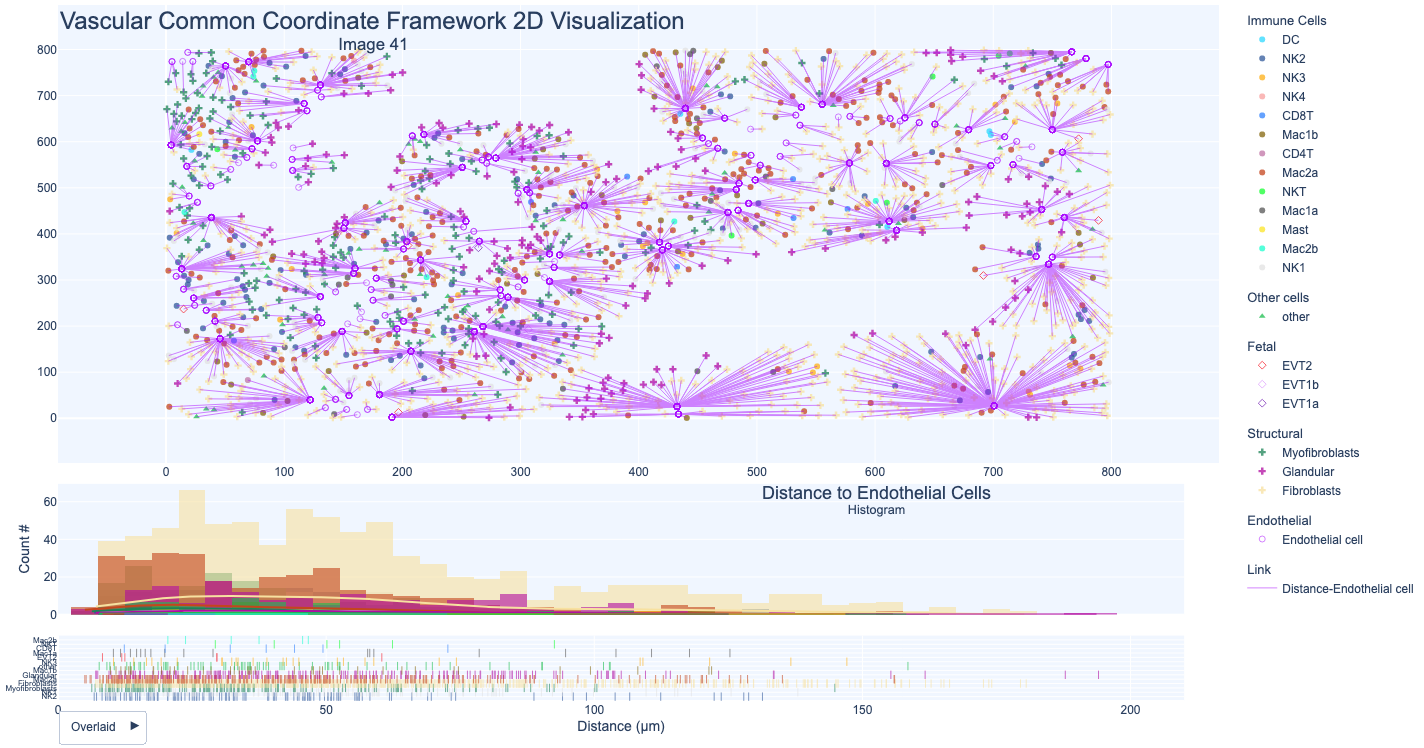 Vascular Common Coordinate Framework 2D Visualization
Image 41
800
700
600
500
400
300
200
100
0
0 100 200 300 400 500 600 700 800
Immune Cells
DC
NK2
NK3
NK4
CD8T
Mac1b
CD4T
Mac2a
NKT
Mac1a
Mast
Mac2b
NK1
Other cells
other
Fetal
EVT2
EVT1b
EVT1a
Structural
Myofibroblasts
Glandular
Fibroblasts
Endothelial
Endothelial cell
Link
Distance-Endothelial cell
Distance to Endothelial Cells
Histogram
Count #
60
40
20
0
Mac2b
CD8T
Mac1a
Glandular
Fibroblasts
Myofibroblasts
NK2
0 50 100 150 200
Distance (μm)
Overlaid ▶